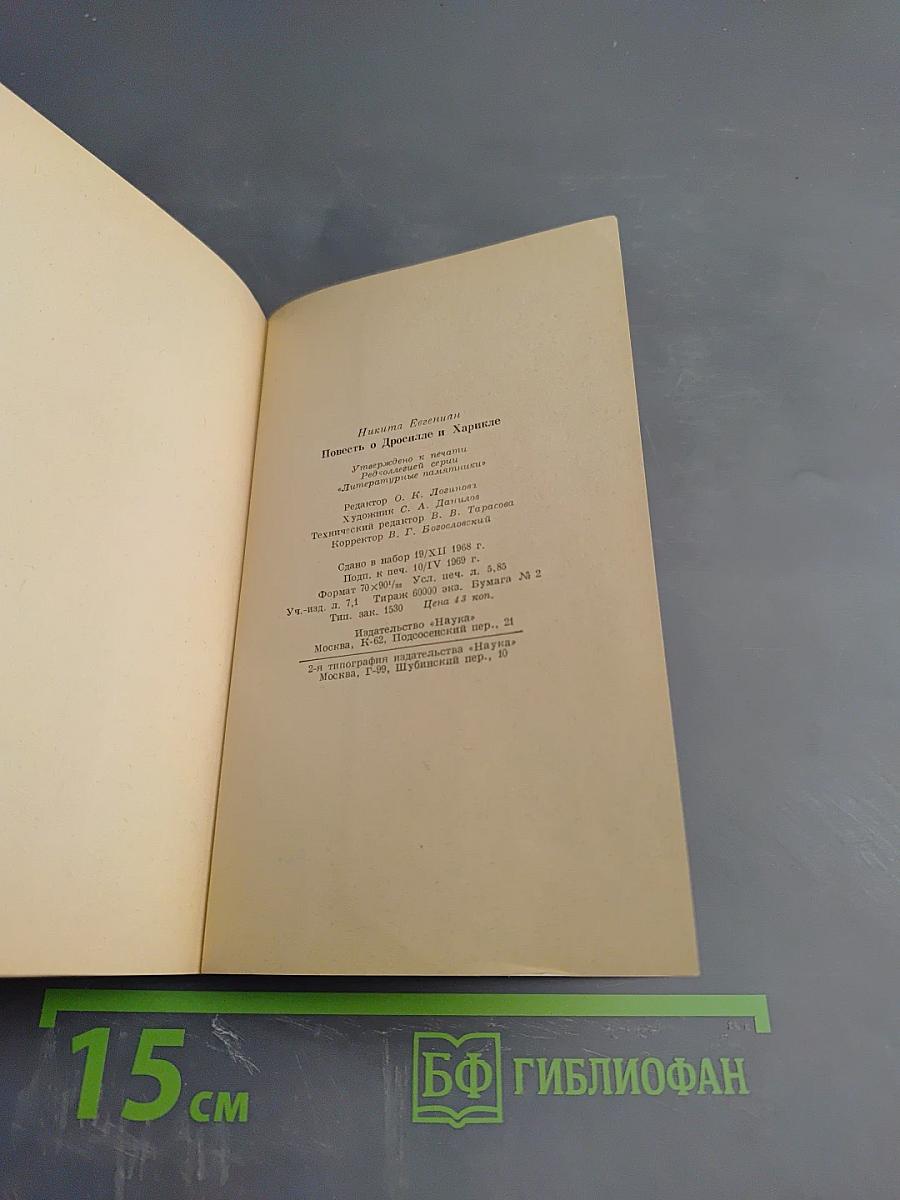 Никита Евгениан
Повесть о Дросилле и Харикле
Утверждено к печати
Редколлегией серии
«Литературные памятники»
Редактор О. К. Логинова
Художник С. А. Данилов
Технический редактор В. В. Тарасова
Корректор В. Г. Богословский
Сдано в набор 19/XII 1968 г.
Подп. к печ. 10/IV 1969 г.
Формат 70×90¹/₃₂ Усл. печ. л. 5,85
Уч.-изд. л. 7,1 Тираж 60000 экз. Бумага № 2
Тип. зак. 1530 Цена 43 коп.
Издательство «Наука»
Москва, К-62, Подсосенский пер., 21
2-я типография издательства «Наука»
Москва, Г-99, Шубинский пер., 10
15 см
БФ ГИБЛИОФАН